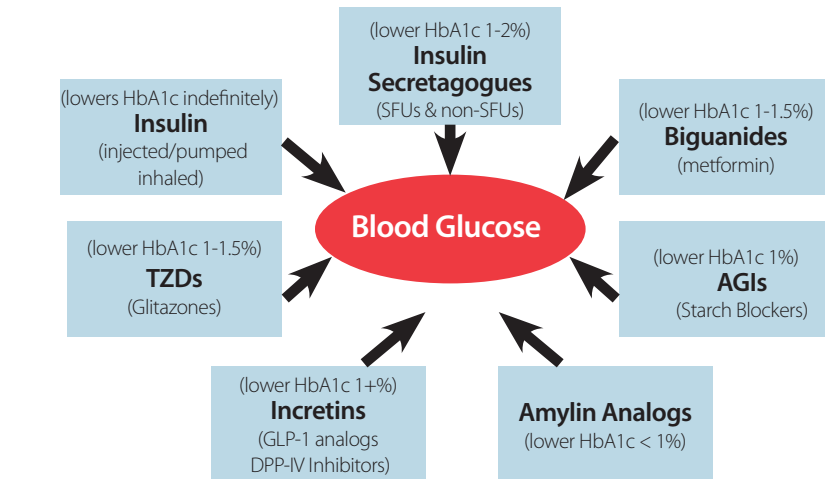 (lower HbA1c 1-2%)
Insulin
Secretagogues
(SFUs & non-SFUs)
(lowers HbA1c indefinitely)
Insulin
(injected/pumped
inhaled)
(lower HbA1c 1-1.5%)
Biguanides
(metformin)
Blood Glucose
(lower HbA1c 1-1.5%)
TZDs
(Glitazones)
(lower HbA1c 1%)
AGIs
(Starch Blockers)
(lower HbA1c 1+%)
Incretins
(GLP-1 analogs
DPP-IV Inhibitors)
Amylin Analogs
(lower HbA1c < 1%)